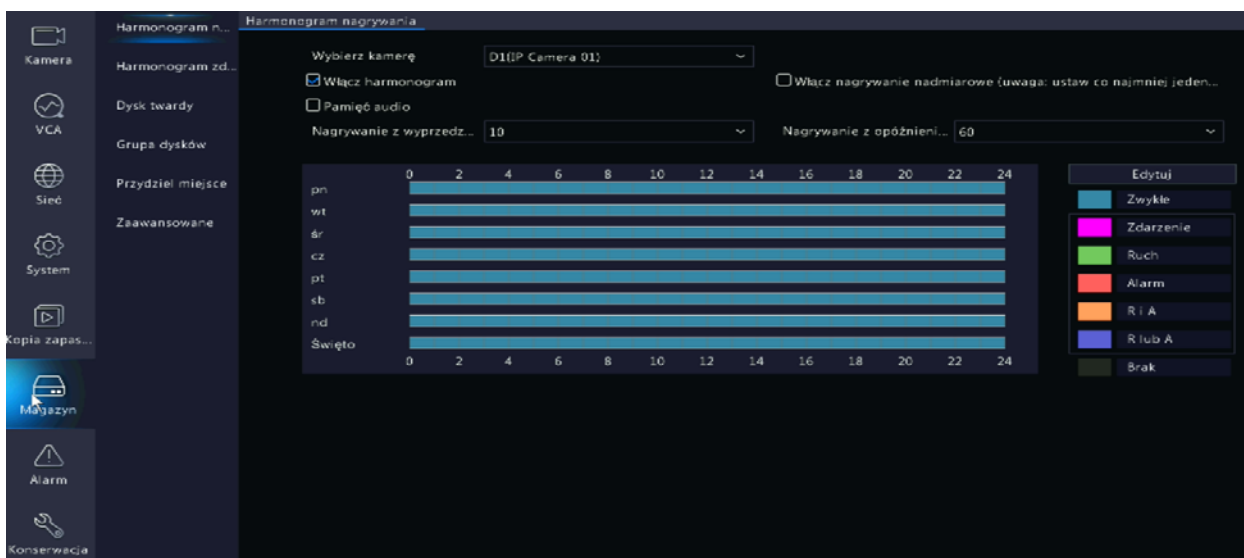 Kamera
VCA
Sieć
System
Kopia zapas...
Magazyn
Alarm
Konserwacja
Harmonogram n...
Harmonogram zd...
Dysk twardy
Grupa dysków
Przydziel miejsce
Zaawansowane
Harmonogram nagrywania
Wybierz kamerę D1(IP Camera 01)
Włącz harmonogram Włącz nagrywanie nadmiarowe (uwaga: ustaw co najmniej jeden...
Pamięć audio
Nagrywanie z wyprzedz... 10 Nagrywanie z opóźnieni... 60
0 2 4 6 8 10 12 14 16 18 20 22 24
pn
wt
śr
cz
pt
sb
nd
Święto
0 2 4 6 8 10 12 14 16 18 20 22 24
Edytuj
Zwykłe
Zdarzenie
Ruch
Alarm
R i A
R lub A
Brak